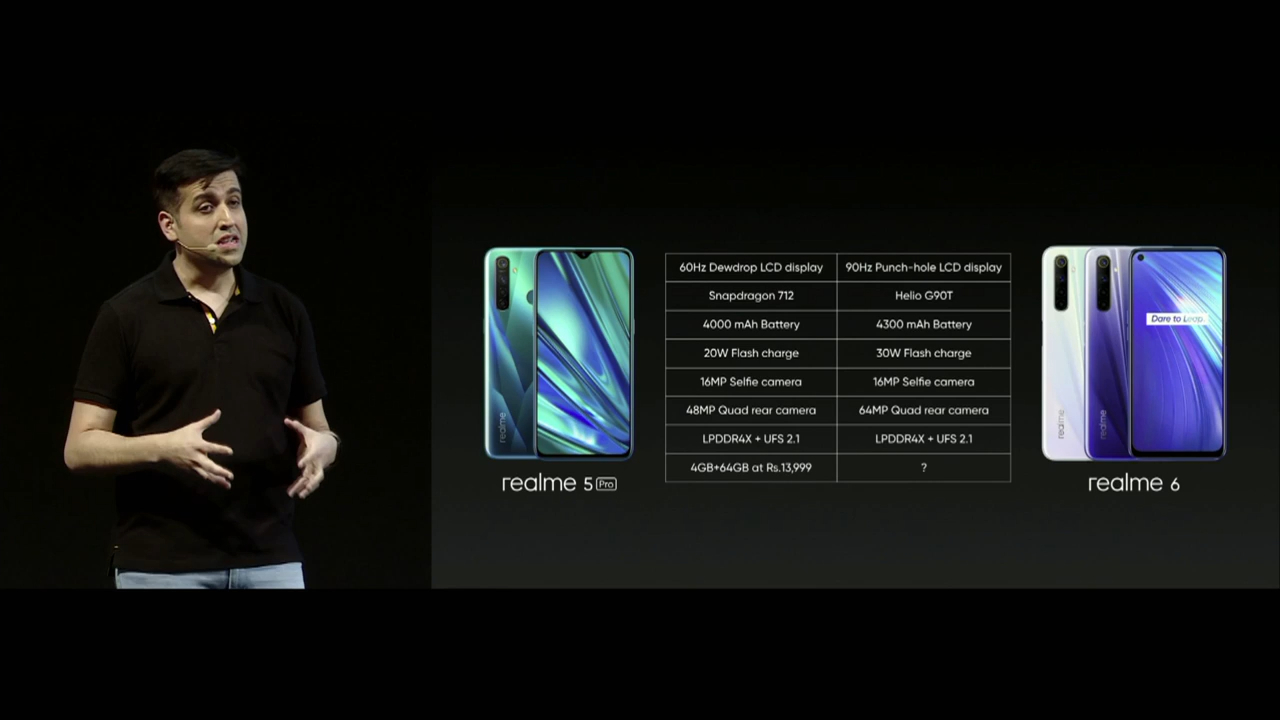 60Hz Dewdrop LCD display 90Hz Punch-hole LCD display
Snapdragon 712 Helio G90T
4000 mAh Battery 4300 mAh Battery
20W Flash charge 30W Flash charge
16MP Selfie camera 16MP Selfie camera
48MP Quad rear camera 64MP Quad rear camera
LPDDR4X + UFS 2.1 LPDDR4X + UFS 2.1
4GB+64GB at Rs.13,999 ?
realme
realme 5 Pro
Dare to Leap
realme
realme
realme 6